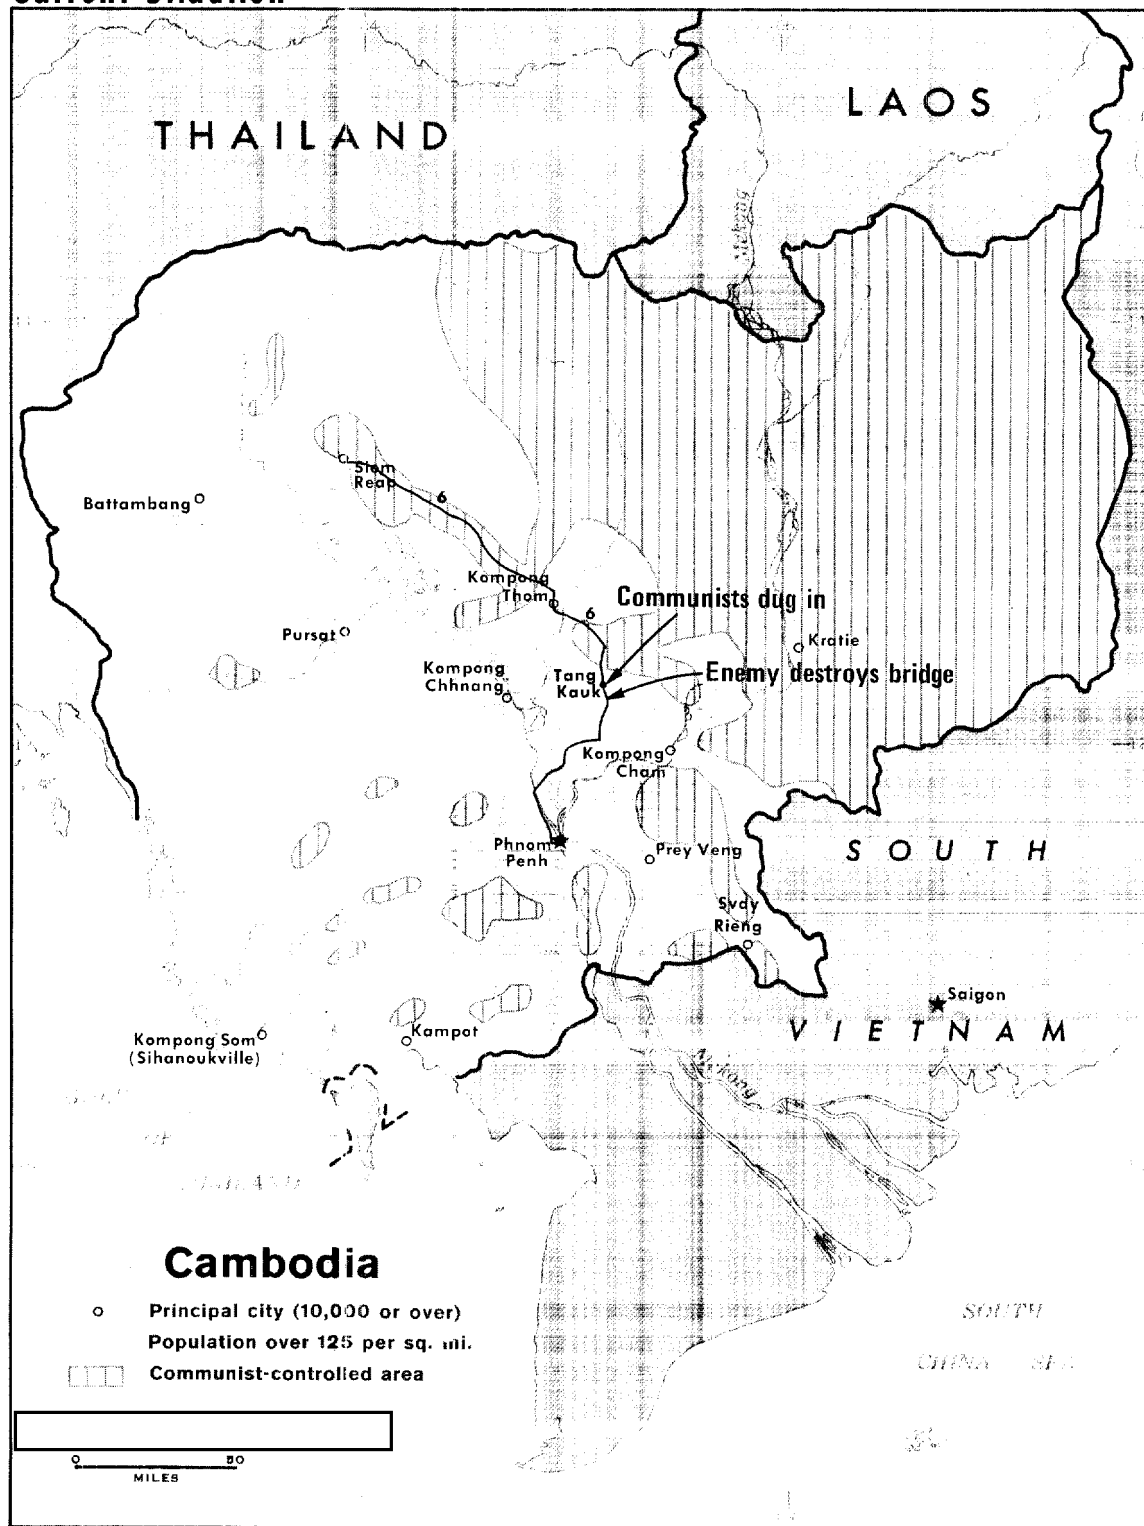 THAILAND
LAOS
Mekong
Siem
Reap
6
Battambang
Kompong
Thom
6
Communists dug in
Pursat
Kratie
Kompong
Chhnang
Tang
Kauk
Enemy destroys bridge
Kompong
Cham
Phnom
Penh
Prey Veng
SOUTH
Svay
Rieng
Saigon
VIETNAM
Kompong Som
(Sihanoukville)
Kampot
Mekong
Cambodia
Principal city (10,000 or over)
Population over 125 per sq. mi.
Communist-controlled area
SOUTH
CHINA SEA
0 50
MILES